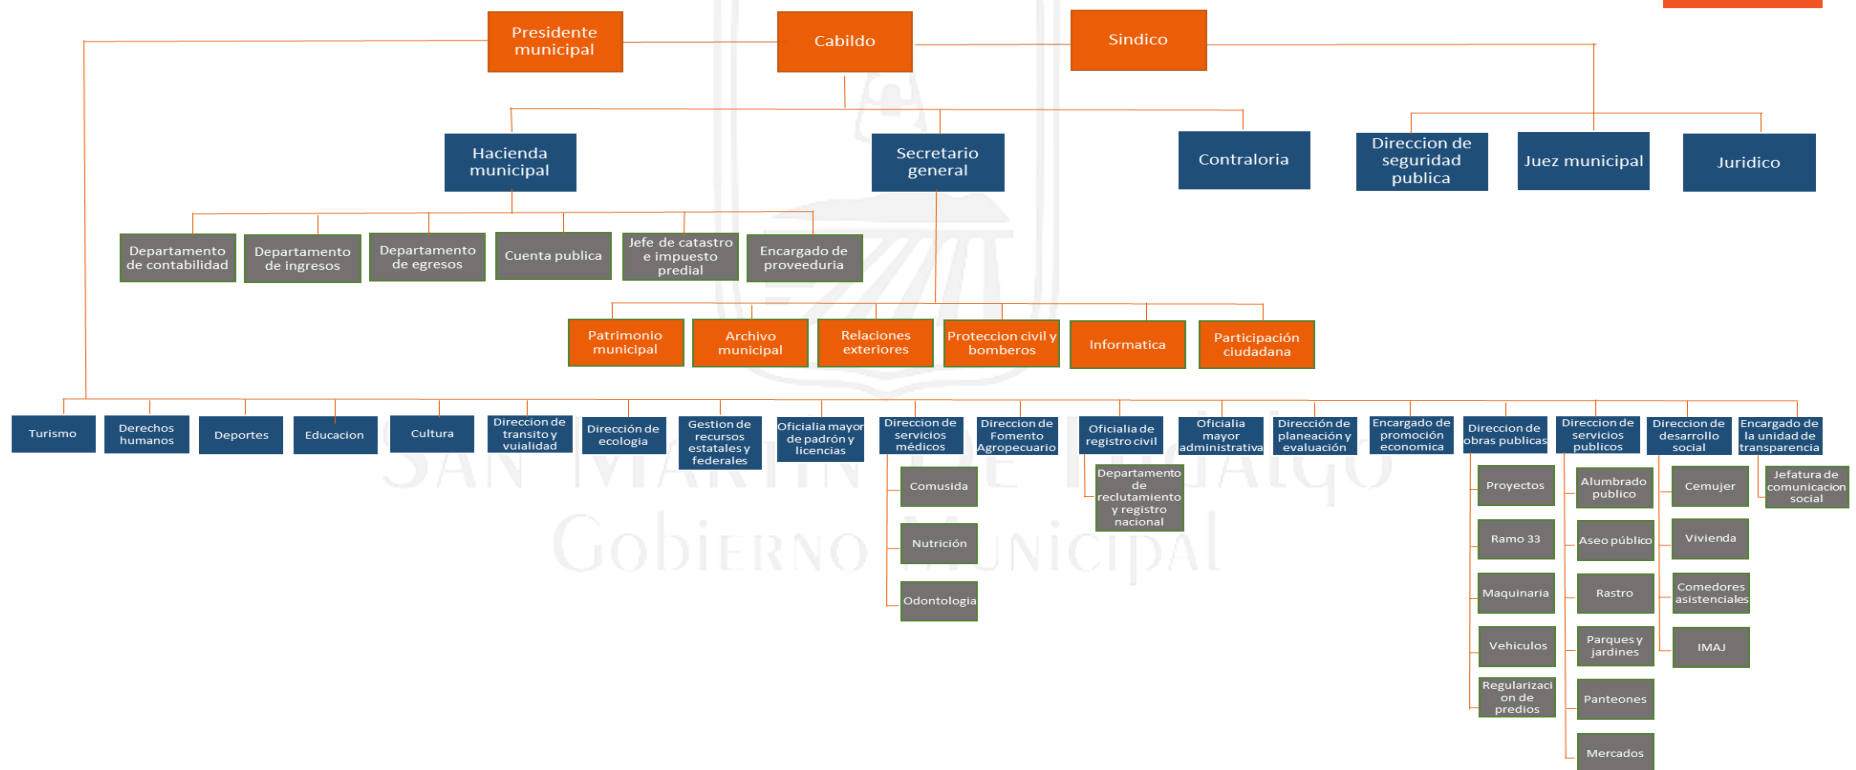 Presidente
municipal
Cabildo
Sindico
Hacienda
municipal
Secretario
general
Contraloria
Direccion de
seguridad
publica
Juez municipal
Juridico
Departamento
de contabilidad
Departamento
de ingresos
Departamento
de egresos
Cuenta publica
Jefe de catastro
e impuesto
predial
Encargado de
proveeduria
Patrimonio
municipal
Archivo
municipal
Relaciones
exteriores
Proteccion civil y
bomberos
Informatica
Participación
ciudadana
Turismo
Derechos
humanos
Deportes
Educacion
Cultura
Direccion de
transito y
vuialidad
Dirección de
ecologia
Gestion de
recursos
estatales y
federales
Oficialia mayor
de padrón y
licencias
Direccion de
servicios
médicos
Direccion de
Fomento
Agropecuario
Oficialia de
registro civil
Oficialia
mayor
administrativa
Dirección de
planeación y
evaluación
Encargado de
promoción
economica
Direccion de
obras publicas
Direccion de
servicios
publicos
Direccion de
desarrollo
social
Encargado de
la unidad de
transparencia
Comusida
Nutrición
Odontologia
Departamento
de
reclutamiento
y registro
nacional
Proyectos
Ramo 33
Maquinaria
Vehiculos
Regularizaci
on de
predios
Alumbrado
publico
Aseo público
Rastro
Parques y
jardines
Panteones
Mercados
Cemujer
Vivienda
Comedores
asistenciales
IMAJ
Jefatura de
comunicacion
social
San Martín de Hidalgo
Gobierno Municipal